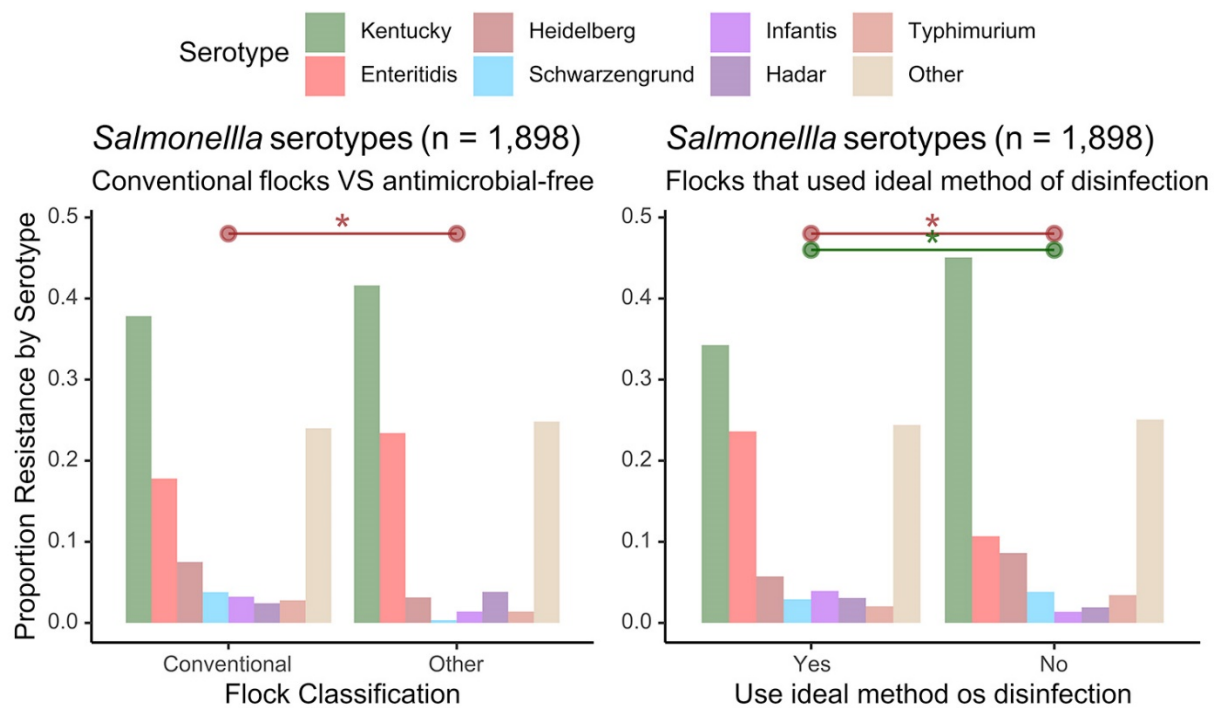 Serotype
Kentucky Heidelberg Infantis Typhimurium
Enteritidis Schwarzengrund Hadar Other
Salmonellla serotypes (n = 1,898)
Conventional flocks VS antimicrobial-free
Proportion Resistance by Serotype
0.5
0.4
0.3
0.2
0.1
0.0
*
Conventional Other
Flock Classification
Salmonellla serotypes (n = 1,898)
Flocks that used ideal method of disinfection
0.5
0.4
0.3
0.2
0.1
0.0
*
*
Yes No
Use ideal method os disinfection